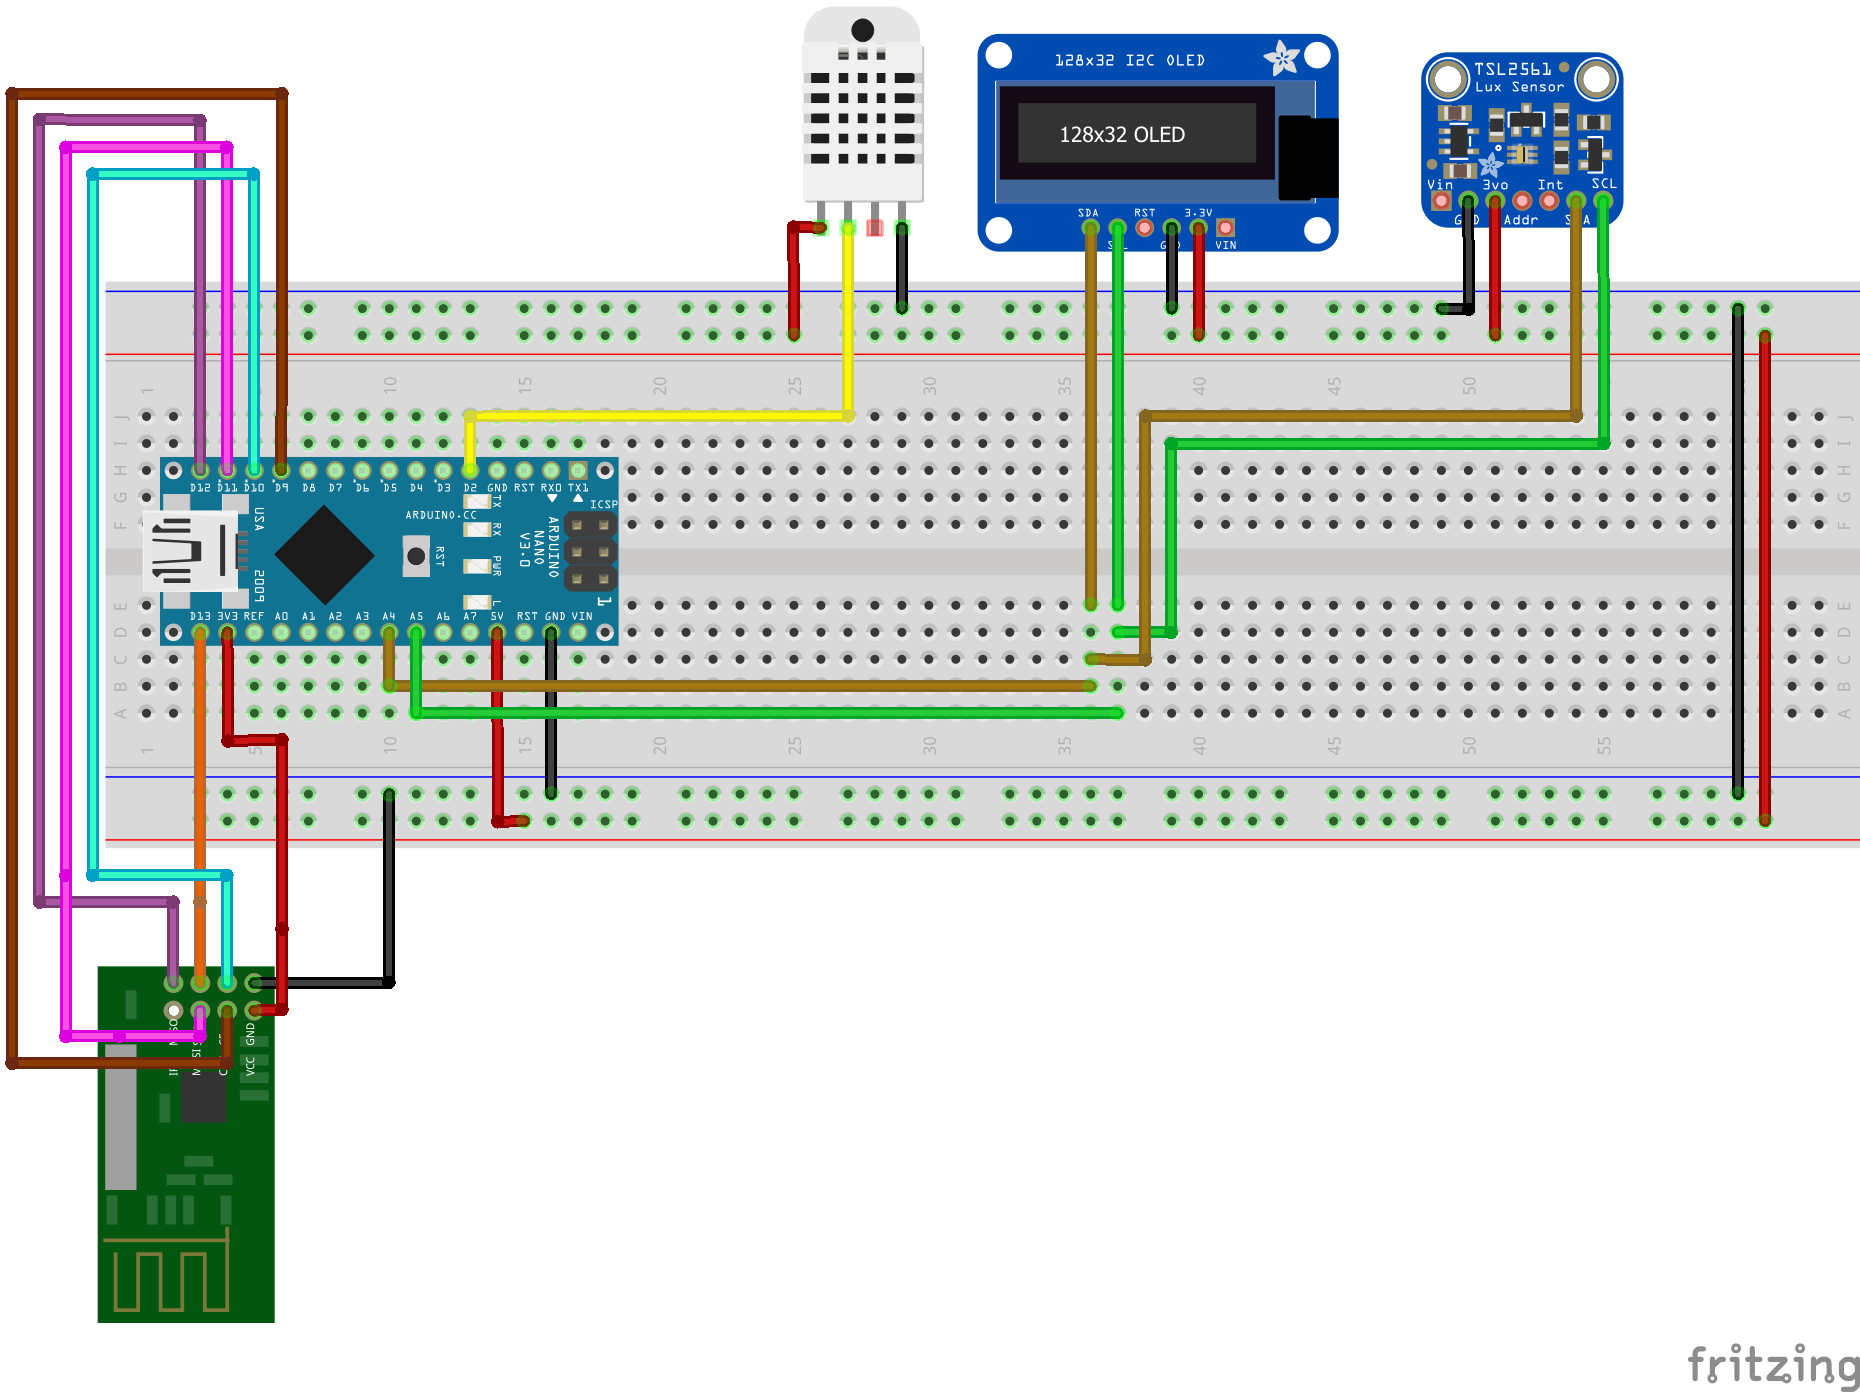 128x32 I2C OLED
128x32 OLED
SDA RST 3.3V
GND VIN
TSL2561
Lux Sensor
Vin 3vo Int SCL
Addr
1 10 15 20 25 30 35 40 45 50
J J
I I
H H
G G
F F
D12 D11 D10 D9 D8 D7 D6 D5 D4 D3 D2 GND RST RX0 TX1
ICSP
ARDUINO.CC
TX
RX
PWR
L
RST
ARDUINO
NANO
V3.0
USA
2009
1
D13 3V3 REF A0 A1 A2 A3 A4 A5 A6 A7 5V RST GND VIN
E E
D D
C C
B B
A A
1 5 10 15 20 25 30 35 40 45 50 55
GND
VCC
fritzing